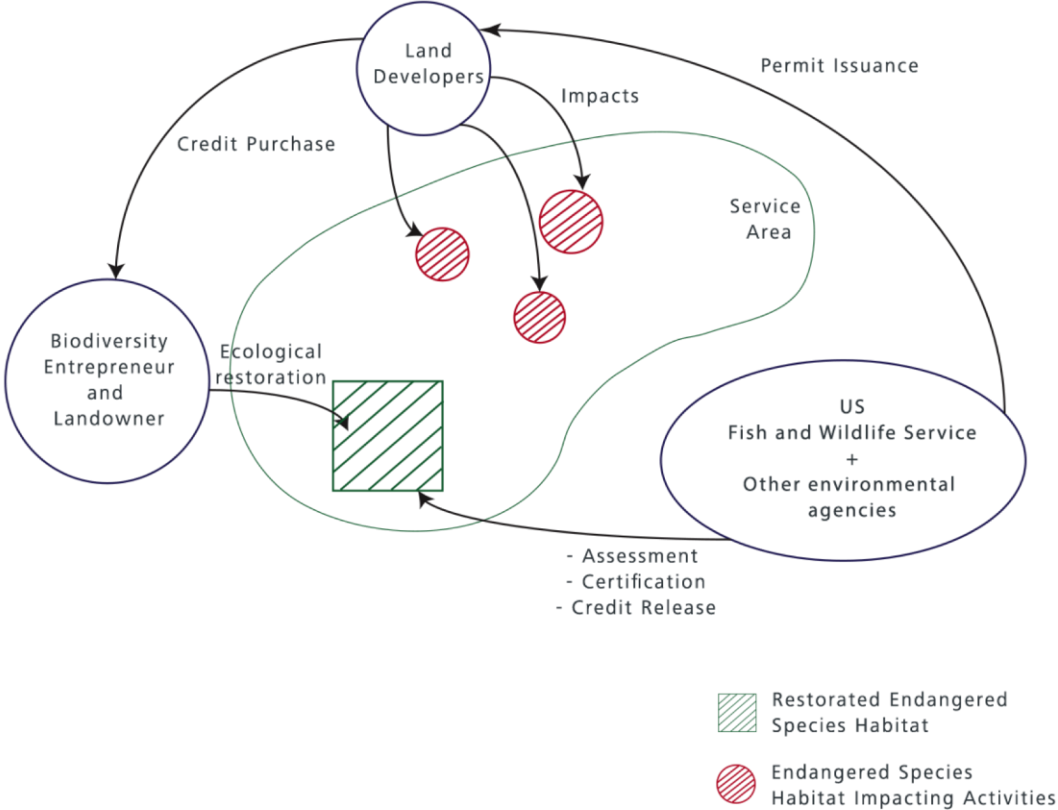 Land
Developers
Permit Issuance
Impacts
Credit Purchase
Service
Area
Biodiversity
Entrepreneur
and
Landowner
Ecological
restoration
US
Fish and Wildlife Service
+
Other environmental
agencies
- Assessment
- Certification
- Credit Release
Restorated Endangered
Species Habitat
Endangered Species
Habitat Impacting Activities